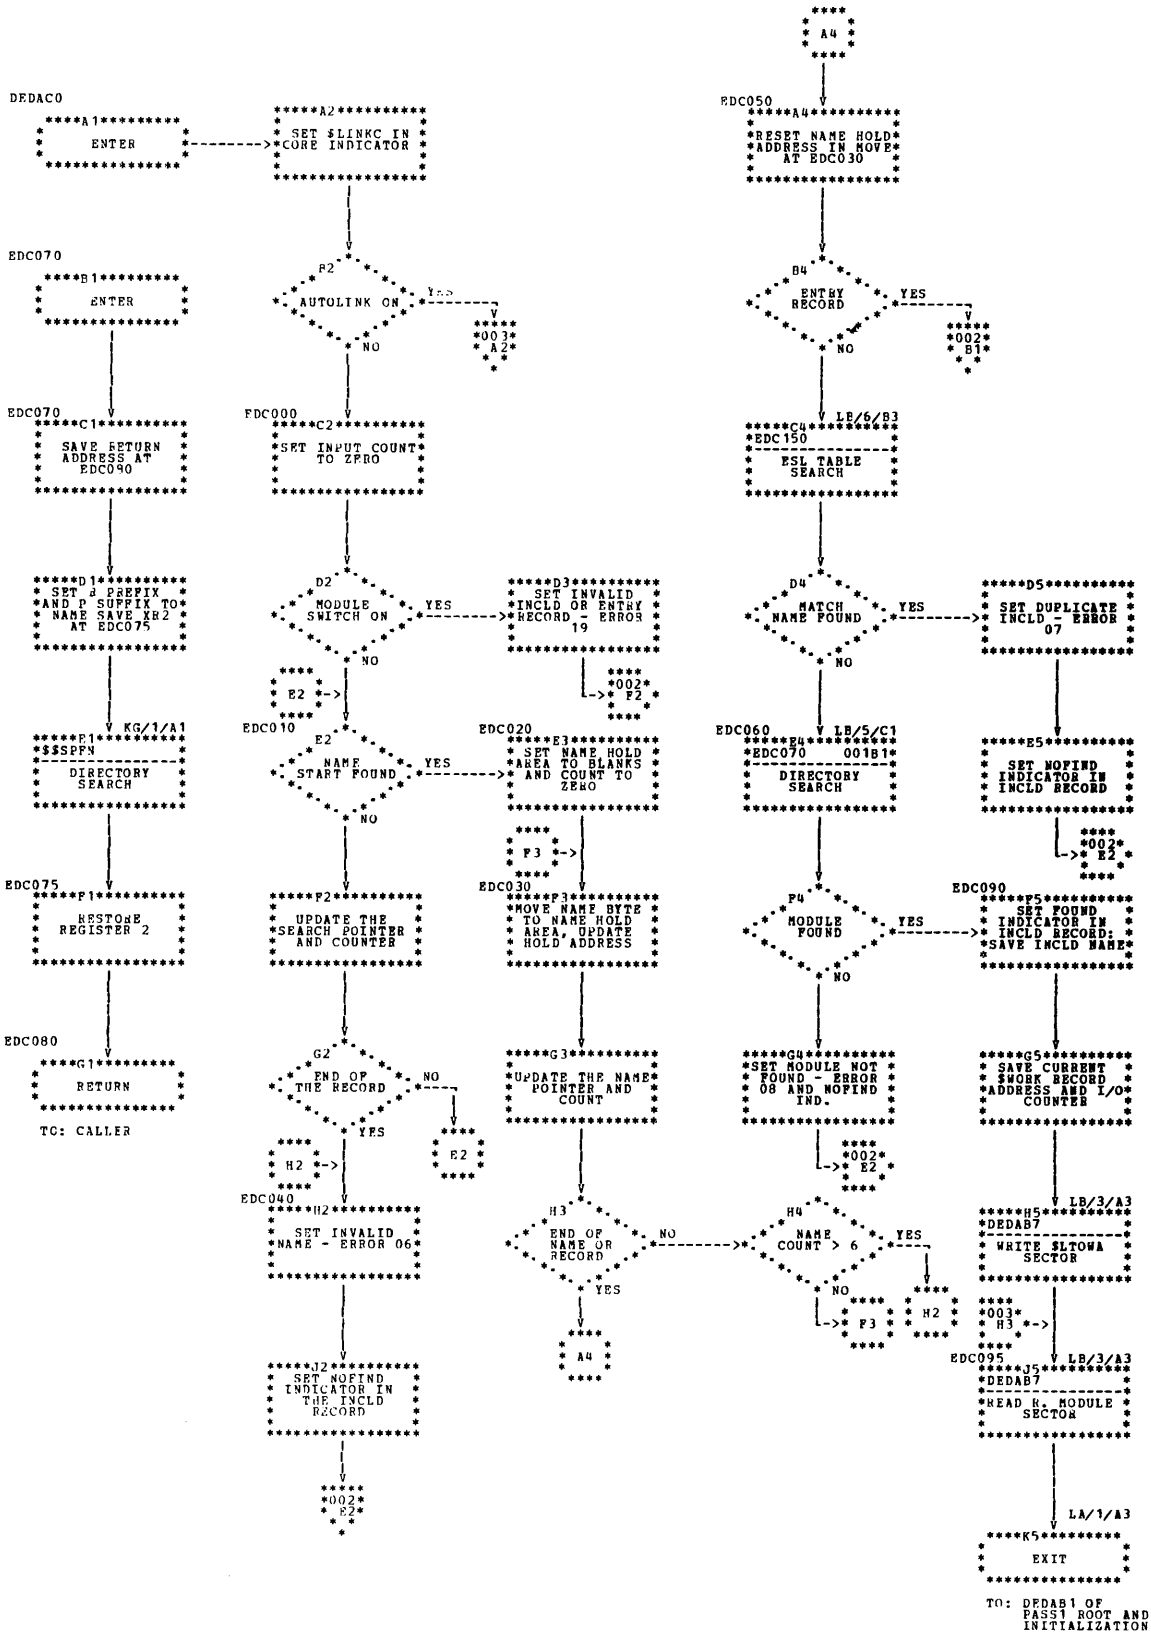 A4
DEDAC0
A1
ENTER
A2
SET $LINKC IN
CORE INDICATOR
EDC050
A4
RESET NAME HOLD
ADDRESS IN MOVE
AT EDC030
EDC070
B1
ENTER
B2
AUTOLINK ON
YES
NO
003
A2
B4
ENTRY
RECORD
YES
NO
002
B1
EDC070
C1
SAVE RETURN
ADDRESS AT
EDC090
EDC000
C2
SET INPUT COUNT
TO ZERO
LB/6/B3
C4
EDC150
ESL TABLE
SEARCH
D1
SET PREFIX
AND P SUFFIX TO
NAME SAVE XR2
AT EDC075
D2
MODULE
SWITCH ON
YES
NO
D3
SET INVALID
INCLD OR ENTRY
RECORD - ERROR
19
002
F2
D4
MATCH
NAME FOUND
YES
NO
D5
SET DUPLICATE
INCLD - ERROR
07
E2
KG/1/A1
E1
$$SPFN
DIRECTORY
SEARCH
EDC010
E2
NAME
START FOUND
YES
NO
EDC020
E3
SET NAME HOLD
AREA TO BLANKS
AND COUNT TO
ZERO
EDC060
LB/5/C1
E4
EDC070 001B1
DIRECTORY
SEARCH
E5
SET NOFIND
INDICATOR IN
INCLD RECORD
002
E2
F3
EDC075
F1
RESTORE
REGISTER 2
F2
UPDATE THE
SEARCH POINTER
AND COUNTER
EDC030
F3
MOVE NAME BYTE
TO NAME HOLD
AREA, UPDATE
HOLD ADDRESS
F4
MODULE
FOUND
YES
NO
EDC090
F5
SET FOUND
INDICATOR IN
INCLD RECORD:
SAVE INCLD NAME
EDC080
G1
RETURN
TO: CALLER
G2
END OF
THE RECORD
NO
YES
E2
G3
UPDATE THE NAME
POINTER AND
COUNT
G4
SET MODULE NOT
FOUND - ERROR
08 AND NOFIND
IND.
002
E2
G5
SAVE CURRENT
$WORK RECORD
ADDRESS AND I/O
COUNTER
H2
EDC040
H2
SET INVALID
NAME - ERROR 06
H3
END OF
NAME OR
RECORD
NO
YES
A4
H4
NAME
COUNT > 6
YES
NO
F3
H2
LB/3/A3
H5
DEDAB7
WRITE $LTOWA
SECTOR
003
H3
J2
SET NOFIND
INDICATOR IN
THE INCLD
RECORD
002
E2
EDC095
LB/3/A3
J5
DEDAB7
READ R. MODULE
SECTOR
LA/1/A3
K5
EXIT
TO: DEDAB1 OF
PASS1 ROOT AND
INITIALIZATION